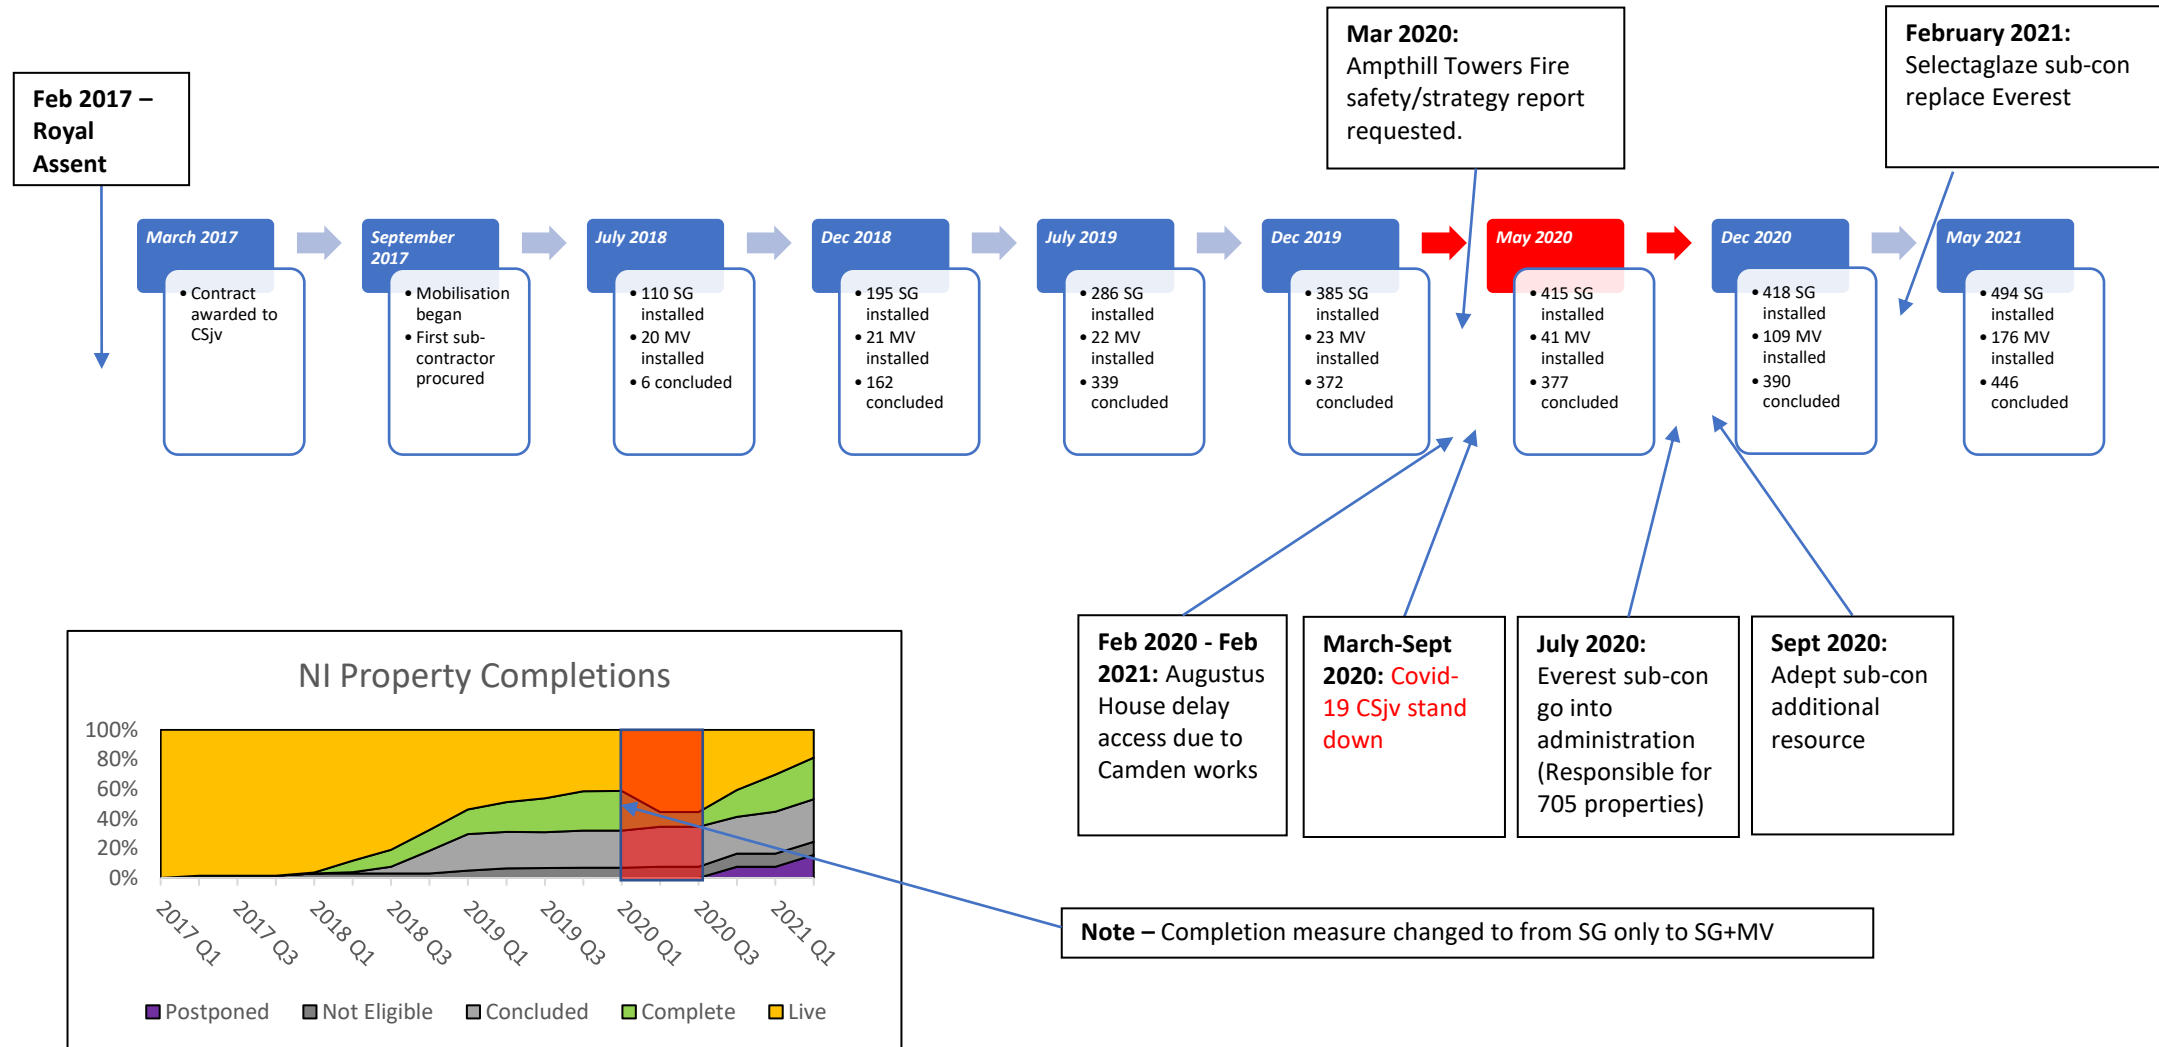 Feb 2017 –
Royal
Assent
Mar 2020:
Ampthill Towers Fire
safety/strategy report
requested.
February 2021:
Selectaglaze sub-con
replace Everest
March 2017
• Contract
awarded to
CSjv
September
2017
• Mobilisation
began
• First sub-
contractor
procured
July 2018
• 110 SG
installed
• 20 MV
installed
• 6 concluded
Dec 2018
• 195 SG
installed
• 21 MV
installed
• 162
concluded
July 2019
• 286 SG
installed
• 22 MV
installed
• 339
concluded
Dec 2019
• 385 SG
installed
• 23 MV
installed
• 372
concluded
May 2020
• 415 SG
installed
• 41 MV
installed
• 377
concluded
Dec 2020
• 418 SG
installed
• 109 MV
installed
• 390
concluded
May 2021
• 494 SG
installed
• 176 MV
installed
• 446
concluded
Feb 2020 - Feb
2021: Augustus
House delay
access due to
Camden works
March-Sept
2020: Covid-
19 CSjv stand
down
July 2020:
Everest sub-con
go into
administration
(Responsible for
705 properties)
Sept 2020:
Adept sub-con
additional
resource
NI Property Completions
100%
80%
60%
40%
20%
0%
2017 Q1
2017 Q3
2018 Q1
2018 Q3
2019 Q1
2019 Q3
2020 Q1
2020 Q3
2021 Q1
Postponed
Not Eligible
Concluded
Complete
Live
Note – Completion measure changed to from SG only to SG+MV